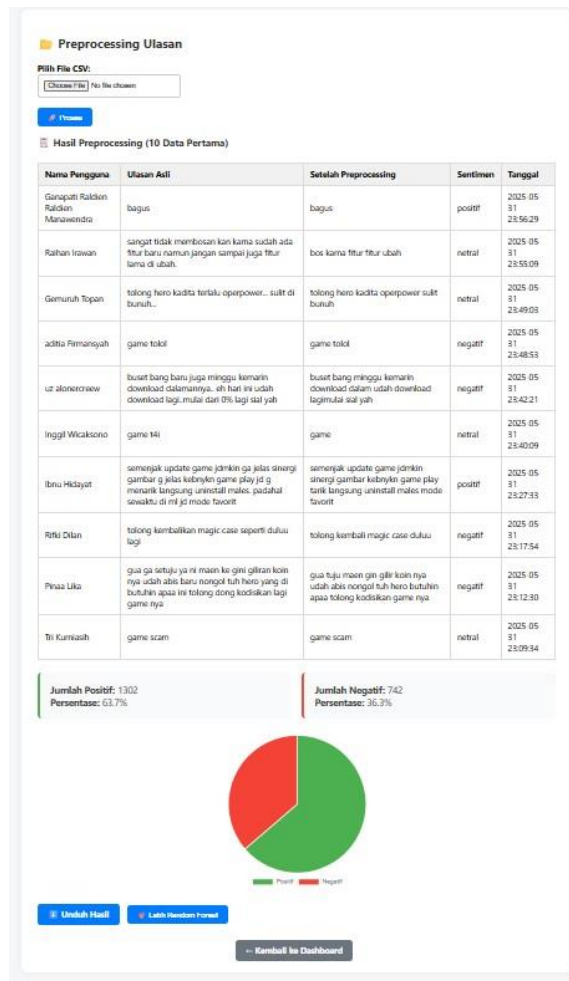 Preprocessing Ulasan
Pilih File CSV:
Choose File No file chosen
Proses
Hasil Preprocessing (10 Data Pertama)
Nama Pengguna Ulasan Asli Setelah Preprocessing Sentimen Tanggal
Ganapati Raldien
Raldien
Manawendra
bagus
bagus
positif
2025-05
31
23:56:29
Raihan Irawan
sangat tidak membosan kan karna sudah ada
fitur baru namun jangan sampai juga fitur
lama di ubah.
bos karna fitur fitur ubah
netral
2025-05
31
23:55:09
Gemuruh Topan
tolong hero kadita terlalu operpower... sulit di
bunuh...
tolong hero kadita operpower sulit
bunuh
netral
2025-05
31
23:49:03
aditia Firmansyah
game tolol
game tolol
negatif
2025-05
31
23:48:53
uz alonercreew
buset bang baru juga minggu kemarin
download dalamannya.. eh hari ini udah
download lagi..mulai dari 0% lagi sial yah
buset bang minggu kemarin
download dalam udah download
lagimulai sial yah
negatif
2025-05
31
23:42:21
Inggil Wicaksono
game t4i
game
netral
2025-05
31
23:40:09
Ibnu Hidayat
semenjak update game jdmkin ga jelas sinergi
gambar g jelas kebnykn game play jd g
menarik langsung uninstall males. padahal
sewaktu di ml jd mode favorit
semenjak update game jdmkin
sinergi gambar kebnykn game play
tarik langsung uninstall males mode
favorit
positif
2025-05
31
23:27:33
Rifki Dilan
tolong kembalikan magic case seperti duluu
lagi
tolong kembali magic case duluu
negatif
2025-05
31
23:17:54
Pinaa Lika
gua ga setuju ya ni maen ke gini giliran koin
nya udah abis baru nongol tuh hero yang di
butuhin apaa ini tolong dong kodisikan lagi
game nya
gua tuju maen gin gilir koin nya
udah abis nongol tuh hero butuhin
apaa tolong kodisikan game nya
negatif
2025-05
31
23:12:30
Tri Kurniasih
game scam
game scam
netral
2025-05
31
23:09:34
Jumlah Positif: 1302
Persentase: 63.7%
Jumlah Negatif: 742
Persentase: 36.3%
Positif Negatif
Unduh Hasil
Latih Random Forest
← Kembali ke Dashboard